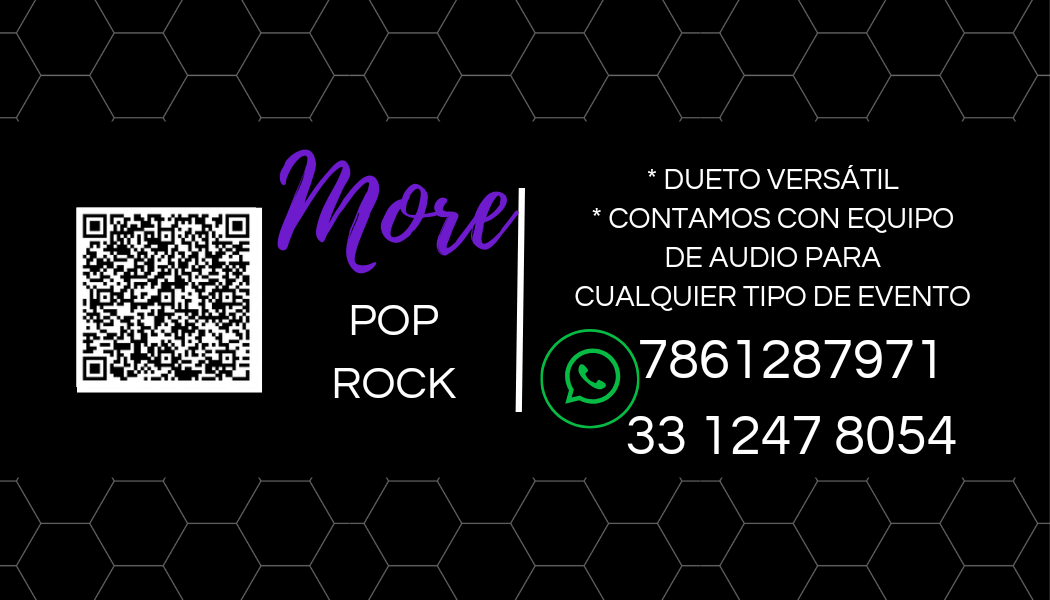 More
POP
ROCK
* DUETO VERSÁTIL
* CONTAMOS CON EQUIPO
DE AUDIO PARA
CUALQUIER TIPO DE EVENTO
7861287971
33 1247 8054